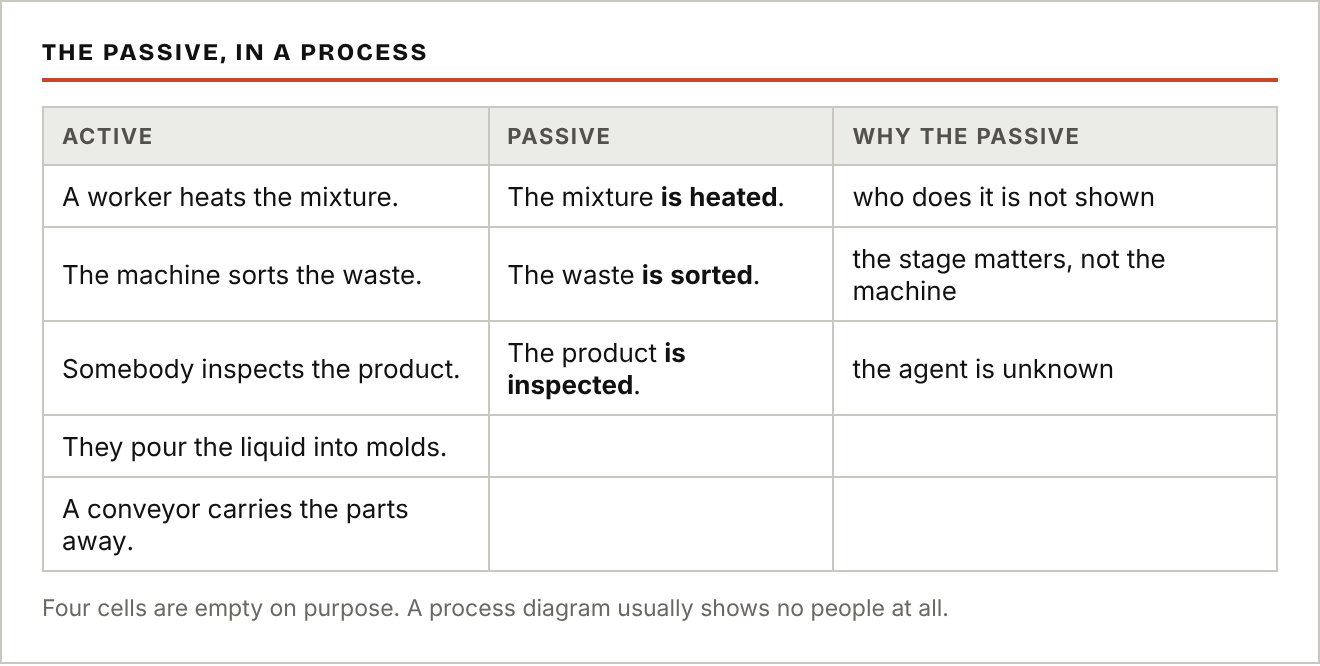 THE PASSIVE, IN A PROCESS
ACTIVE
PASSIVE
WHY THE PASSIVE
A worker heats the mixture.
The mixture is heated.
who does it is not shown
The machine sorts the waste.
The waste is sorted.
the stage matters, not the
machine
Somebody inspects the product.
The product is
inspected.
the agent is unknown
They pour the liquid into molds.
A conveyor carries the parts
away.
Four cells are empty on purpose. A process diagram usually shows no people at all.